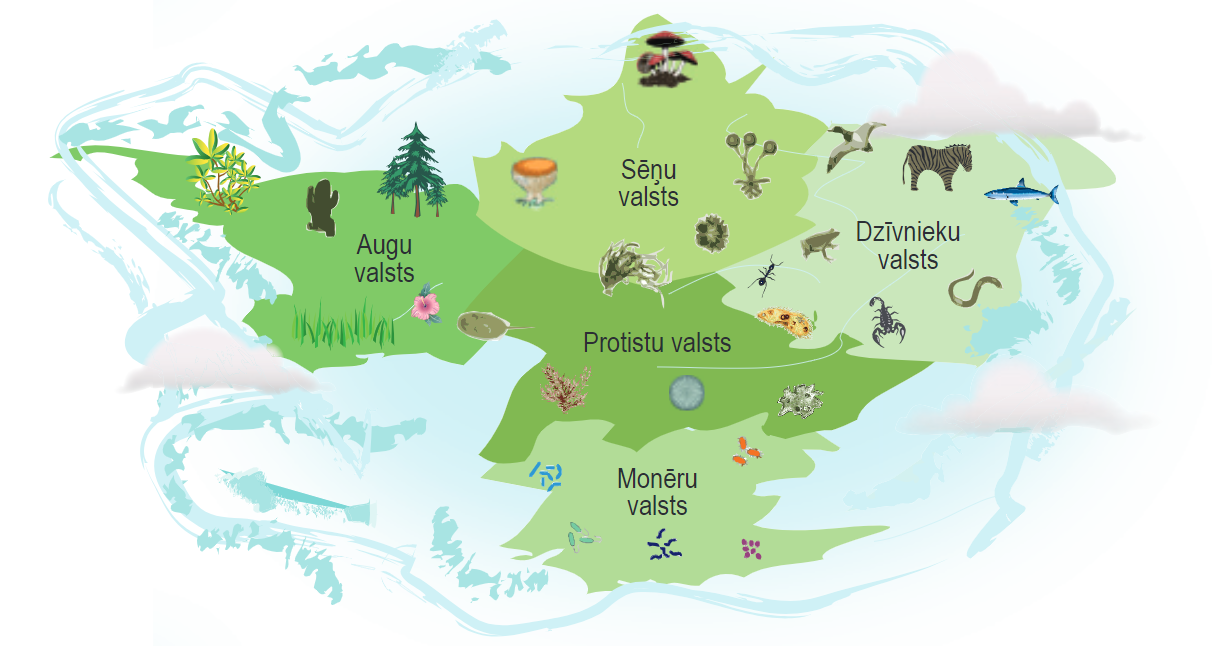 Sēņu
valsts
Augu
valsts
Dzīvnieku
valsts
Protistu valsts
Monēru
valsts